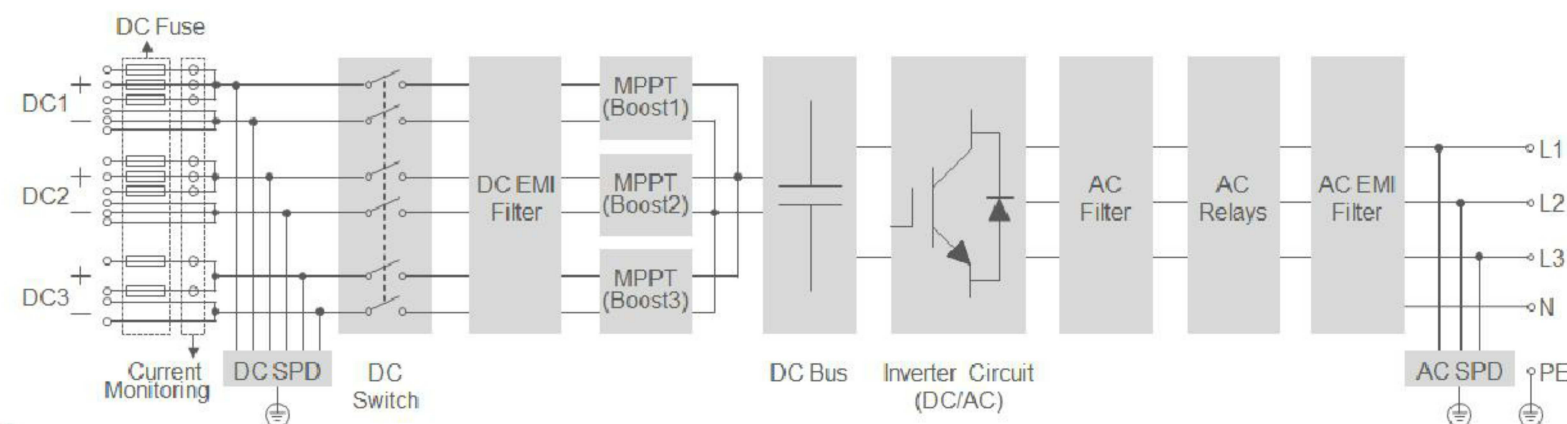 DC Fuse
DC1
+
−
DC2
+
−
DC3
+
−
Current
Monitoring
DC SPD
DC
Switch
DC EMI
Filter
MPPT
(Boost1)
MPPT
(Boost2)
MPPT
(Boost3)
DC Bus
Inverter Circuit
(DC/AC)
AC
Filter
AC
Relays
AC EMI
Filter
AC SPD
L1
L2
L3
N
PE